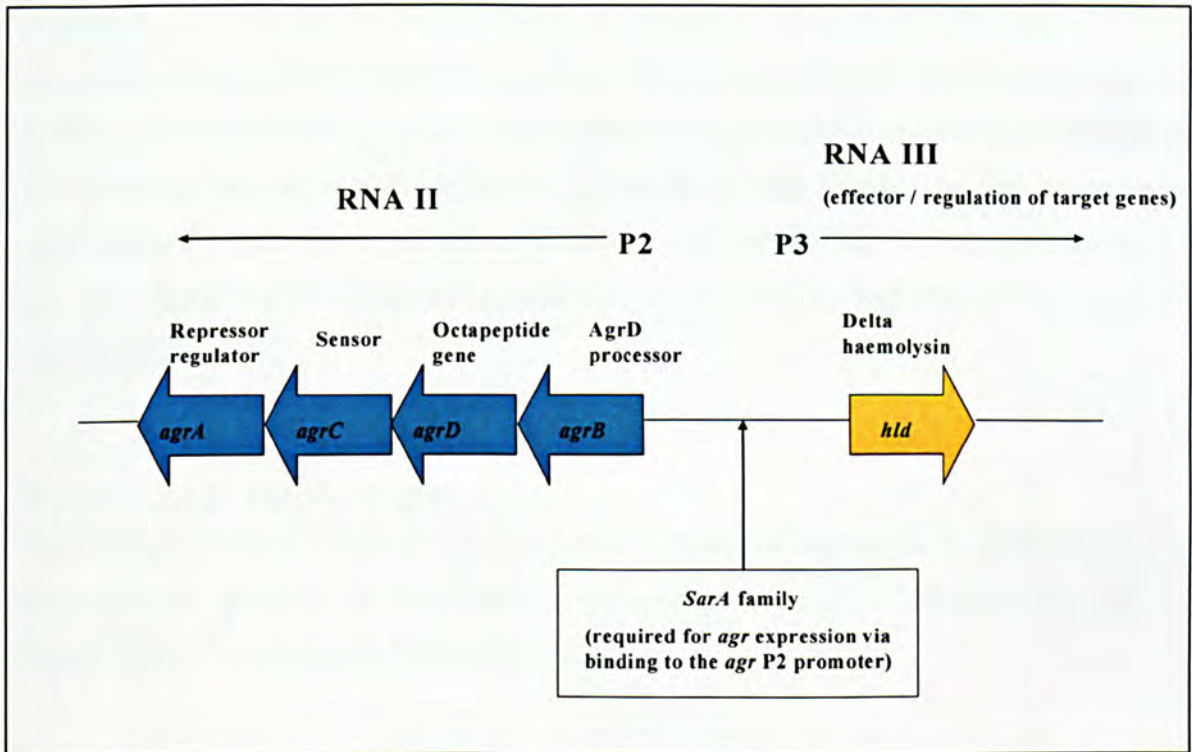 RNA III
(effector / regulation of target genes)
RNA II
P2
P3
Repressor
regulator
Sensor
Octapeptide
gene
AgrD
processor
Delta
haemolysin
agrA
agrC
agrD
agrB
hld
SarA family
(required for agr expression via
binding to the agr P2 promoter)